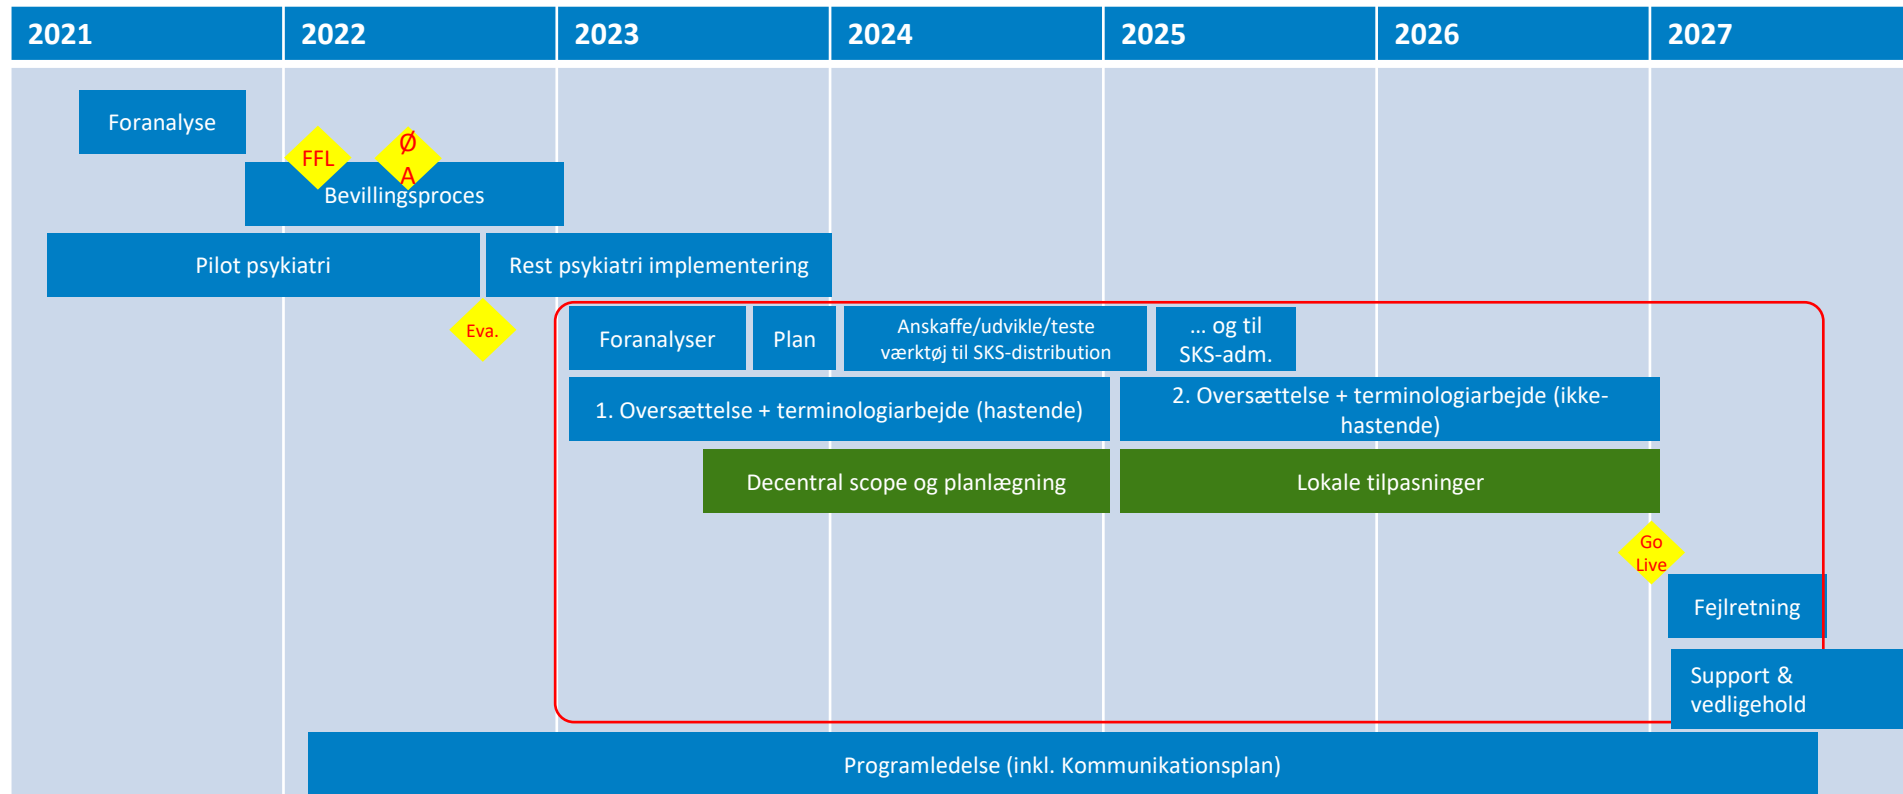 2021
2022
2023
2024
2025
2026
2027
Foranalyse
FFL
Ø
A
Bevillingsproces
Pilot psykiatri
Rest psykiatri implementering
Eva.
Foranalyser
Plan
Anskaffe/udvikle/teste
værktøj til SKS-distribution
... og til
SKS-adm.
1. Oversættelse + terminologiarbejde (hastende)
2. Oversættelse + terminologiarbejde (ikke-
hastende)
Decentral scope og planlægning
Lokale tilpasninger
Go
Live
Fejlretning
Support &
vedligehold
Programledelse (inkl. Kommunikationsplan)